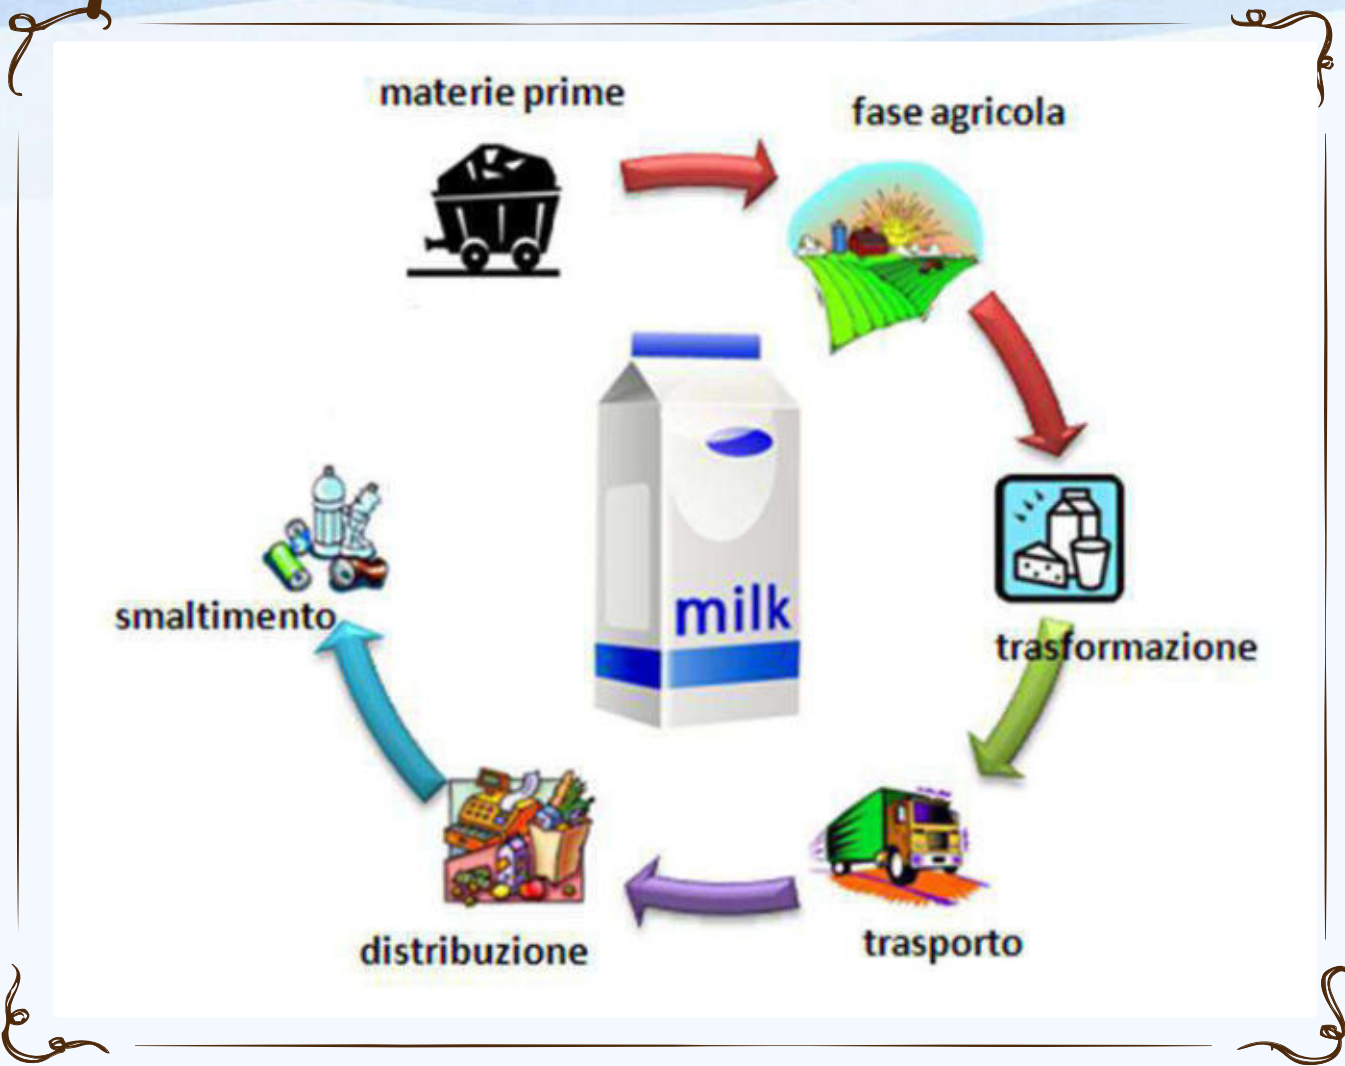 materie prime
fase agricola
milk
trasformazione
trasporto
distribuzione
smaltimento